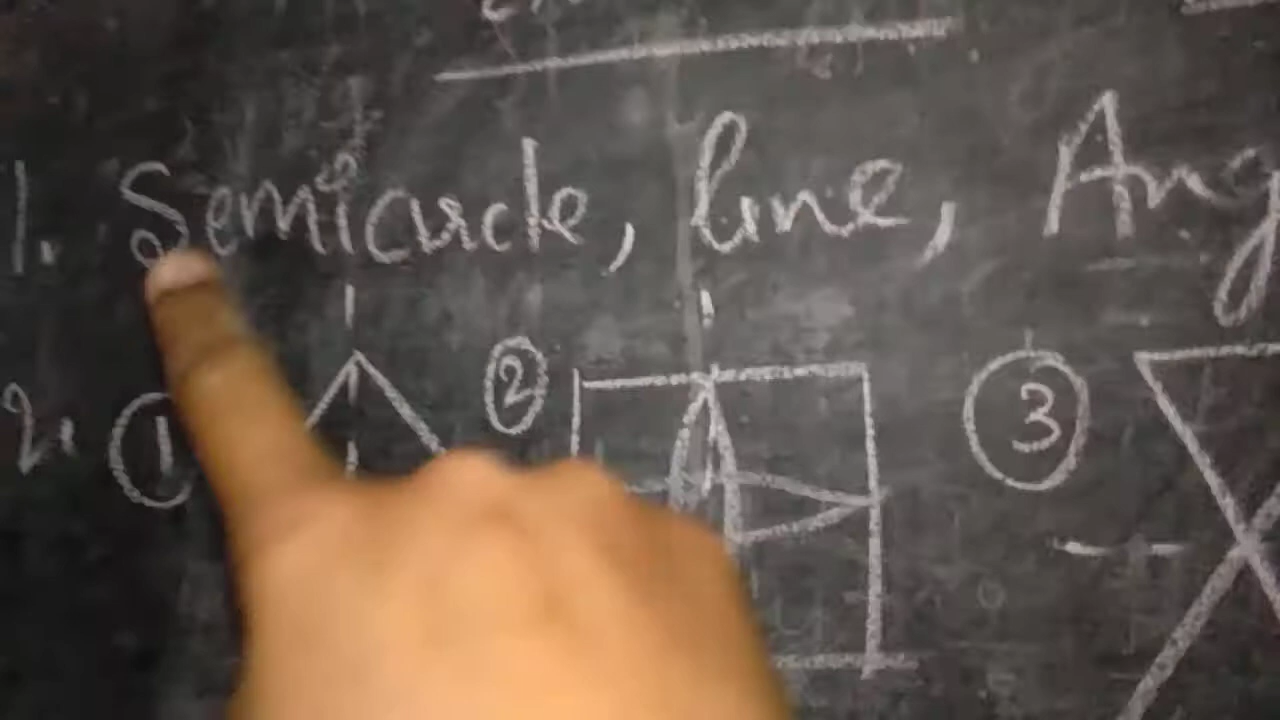 1. Semicircle, line, Ang
2. ① ② ③